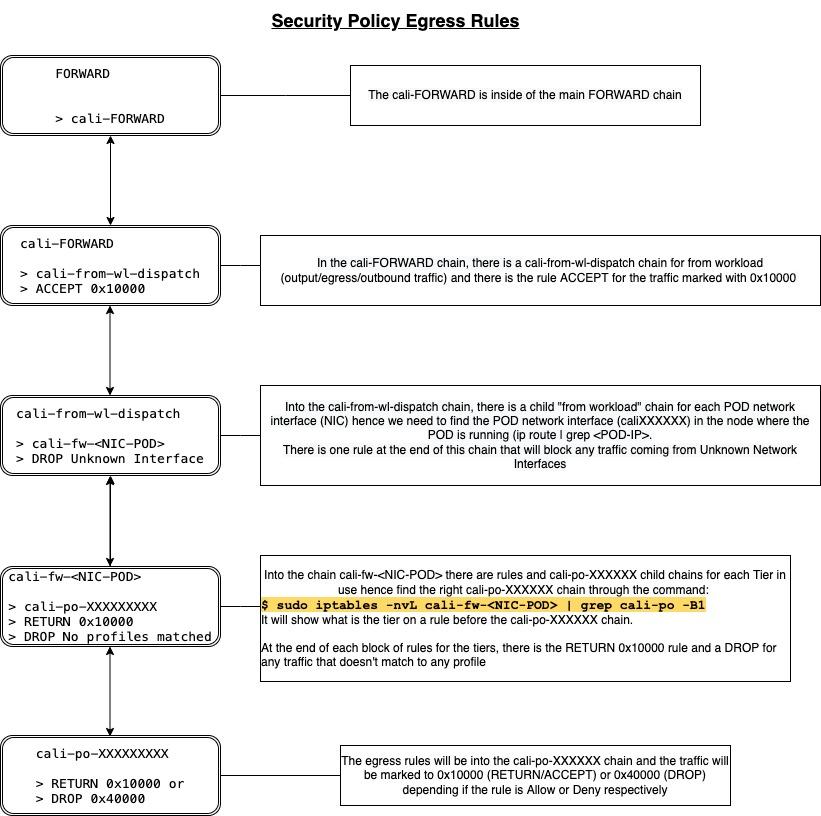 Security Policy Egress Rules
FORWARD
> cali-FORWARD
The cali-FORWARD is inside of the main FORWARD chain
cali-FORWARD
> cali-from-wl-dispatch
> ACCEPT 0x10000
In the cali-FORWARD chain, there is a cali-from-wl-dispatch chain for from workload
(output/egress/outbound traffic) and there is the rule ACCEPT for the traffic marked with 0x10000
cali-from-wl-dispatch
> cali-fw-<NIC-POD>
> DROP Unknown Interface
Into the cali-from-wl-dispatch chain, there is a child "from workload" chain for each POD network
interface (NIC) hence we need to find the POD network interface (caliXXXXXX) in the node where the
POD is running (ip route | grep <POD-IP>.
There is one rule at the end of this chain that will block any traffic coming from Unknown Network
Interfaces
cali-fw-<NIC-POD>
> cali-po-XXXXXXXXX
> RETURN 0x10000
> DROP No profiles matched
Into the chain cali-fw-<NIC-POD> there are rules and cali-po-XXXXXX child chains for each Tier in
use hence find the right cali-po-XXXXXX chain through the command:
$ sudo iptables -nvL cali-fw-<NIC-POD> | grep cali-po -B1
It will show what is the tier on a rule before the cali-po-XXXXXX chain.
At the end of each block of rules for the tiers, there is the RETURN 0x10000 rule and a DROP for
any traffic that doesn't match to any profile
cali-po-XXXXXXXXX
> RETURN 0x10000 or
> DROP 0x40000
The egress rules will be into the cali-po-XXXXXX chain and the traffic will
be marked to 0x10000 (RETURN/ACCEPT) or 0x40000 (DROP)
depending if the rule is Allow or Deny respectively